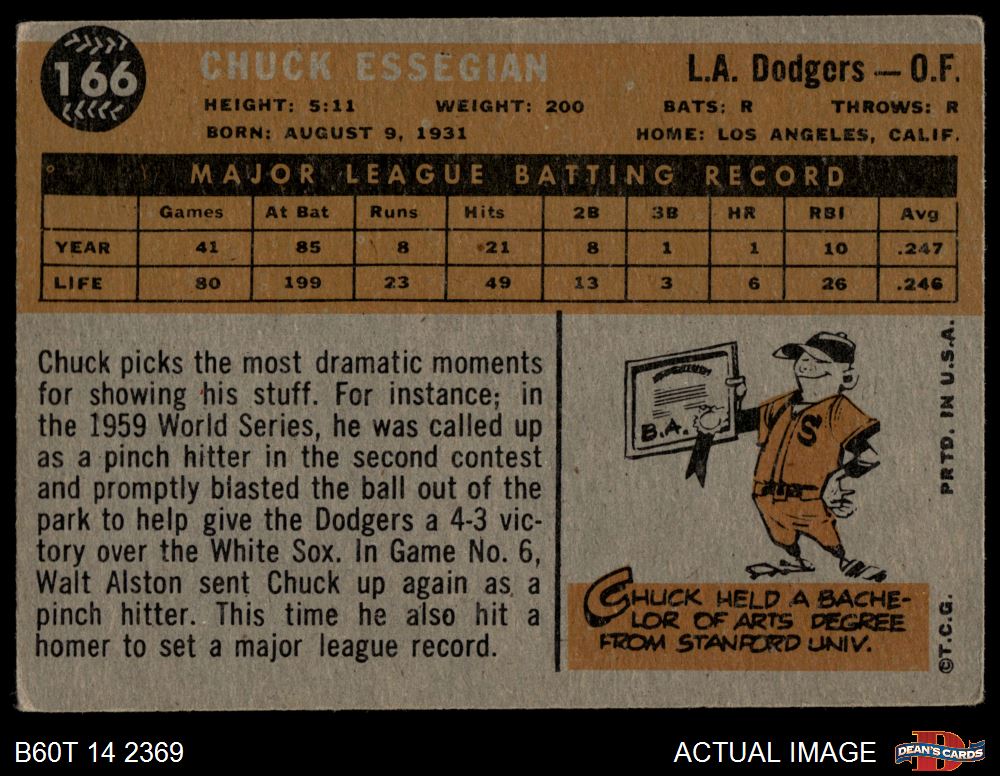 166
CHUCK ESSEGIAN
L.A. Dodgers — O.F.
HEIGHT: 5:11 WEIGHT: 200 BATS: R THROWS: R
BORN: AUGUST 9, 1931 HOME: LOS ANGELES, CALIF.
MAJOR LEAGUE BATTING RECORD
Games At Bat Runs Hits 2B 3B HR RBI Avg
YEAR 41 85 8 21 8 1 1 10 .247
LIFE 80 199 23 49 13 3 6 26 .246
Chuck picks the most dramatic moments
for showing his stuff. For instance; in
the 1959 World Series, he was called up
as a pinch hitter in the second contest
and promptly blasted the ball out of the
park to help give the Dodgers a 4-3 vic-
tory over the White Sox. In Game No. 6,
Walt Alston sent Chuck up again as a
pinch hitter. This time he also hit a
homer to set a major league record.
B.A.
S
CHUCK HELD A BACHE-
LOR OF ARTS DEGREE
FROM STANFORD UNIV.
PRTD. IN U.S.A.
©T.C.G.
B60T 14 2369
ACTUAL IMAGE
D
DEAN'S CARDS